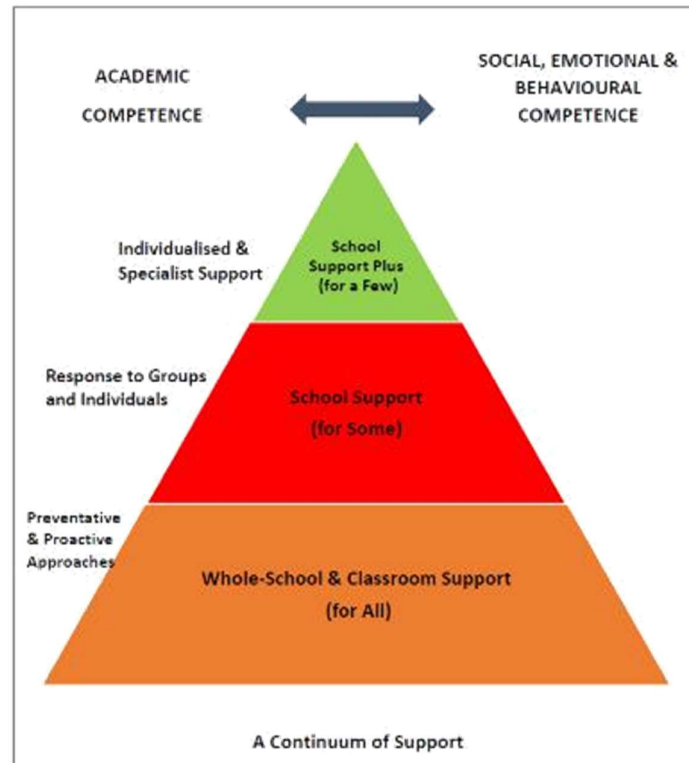 ACADEMIC
COMPETENCE
SOCIAL, EMOTIONAL &
BEHAVIOURAL
COMPETENCE
Individualised &
Specialist Support
School
Support Plus
(for a Few)
Response to Groups
and Individuals
School Support
(for Some)
Preventative
& Proactive
Approaches
Whole-School & Classroom Support
(for All)
A Continuum of Support